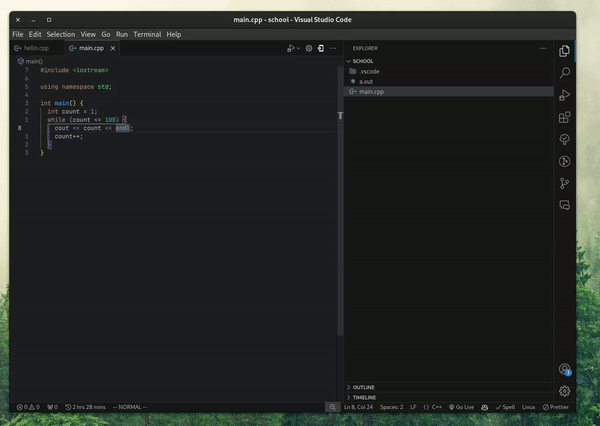 main.cpp - school - Visual Studio Code
File Edit Selection View Go Run Terminal Help
hello.cpp main.cpp
EXPLORER
main()
SCHOOL
7 #include <iostream>
.vscode
6
a.out
5 using namespace std;
main.cpp
4
3 int main() {
2 int count = 1;
1 while (count <= 100) {
8 cout << count << endl;
1 count++;
2 }
3 }
OUTLINE
TIMELINE
0 0 0 2 hrs 28 mins -- NORMAL -- Ln 8, Col 24 Spaces: 2 LF {} C++ Go Live Spell Linux Prettier